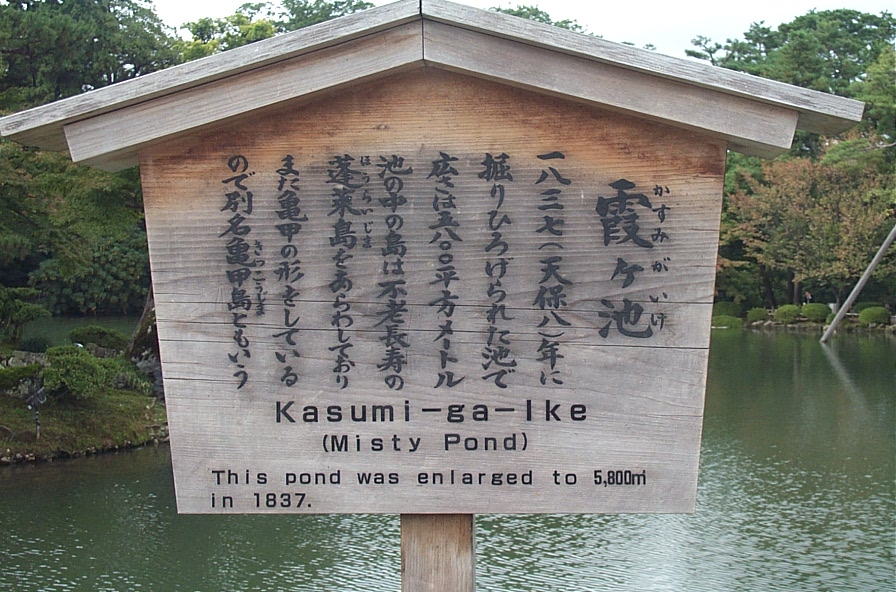 霞ヶ池
かすみがいけ
一八三七(天保八)年に
掘りひろげられた池で
広さは五八〇〇平方メートル
池の中の島は不老長寿の
蓬莱島をあらわしており
ほうらいじま
また亀甲の形をしている
ので別名亀甲島ともいう
きっこうじま
Kasumi-ga-Ike
(Misty Pond)
This pond was enlarged to 5,800㎡
in 1837.